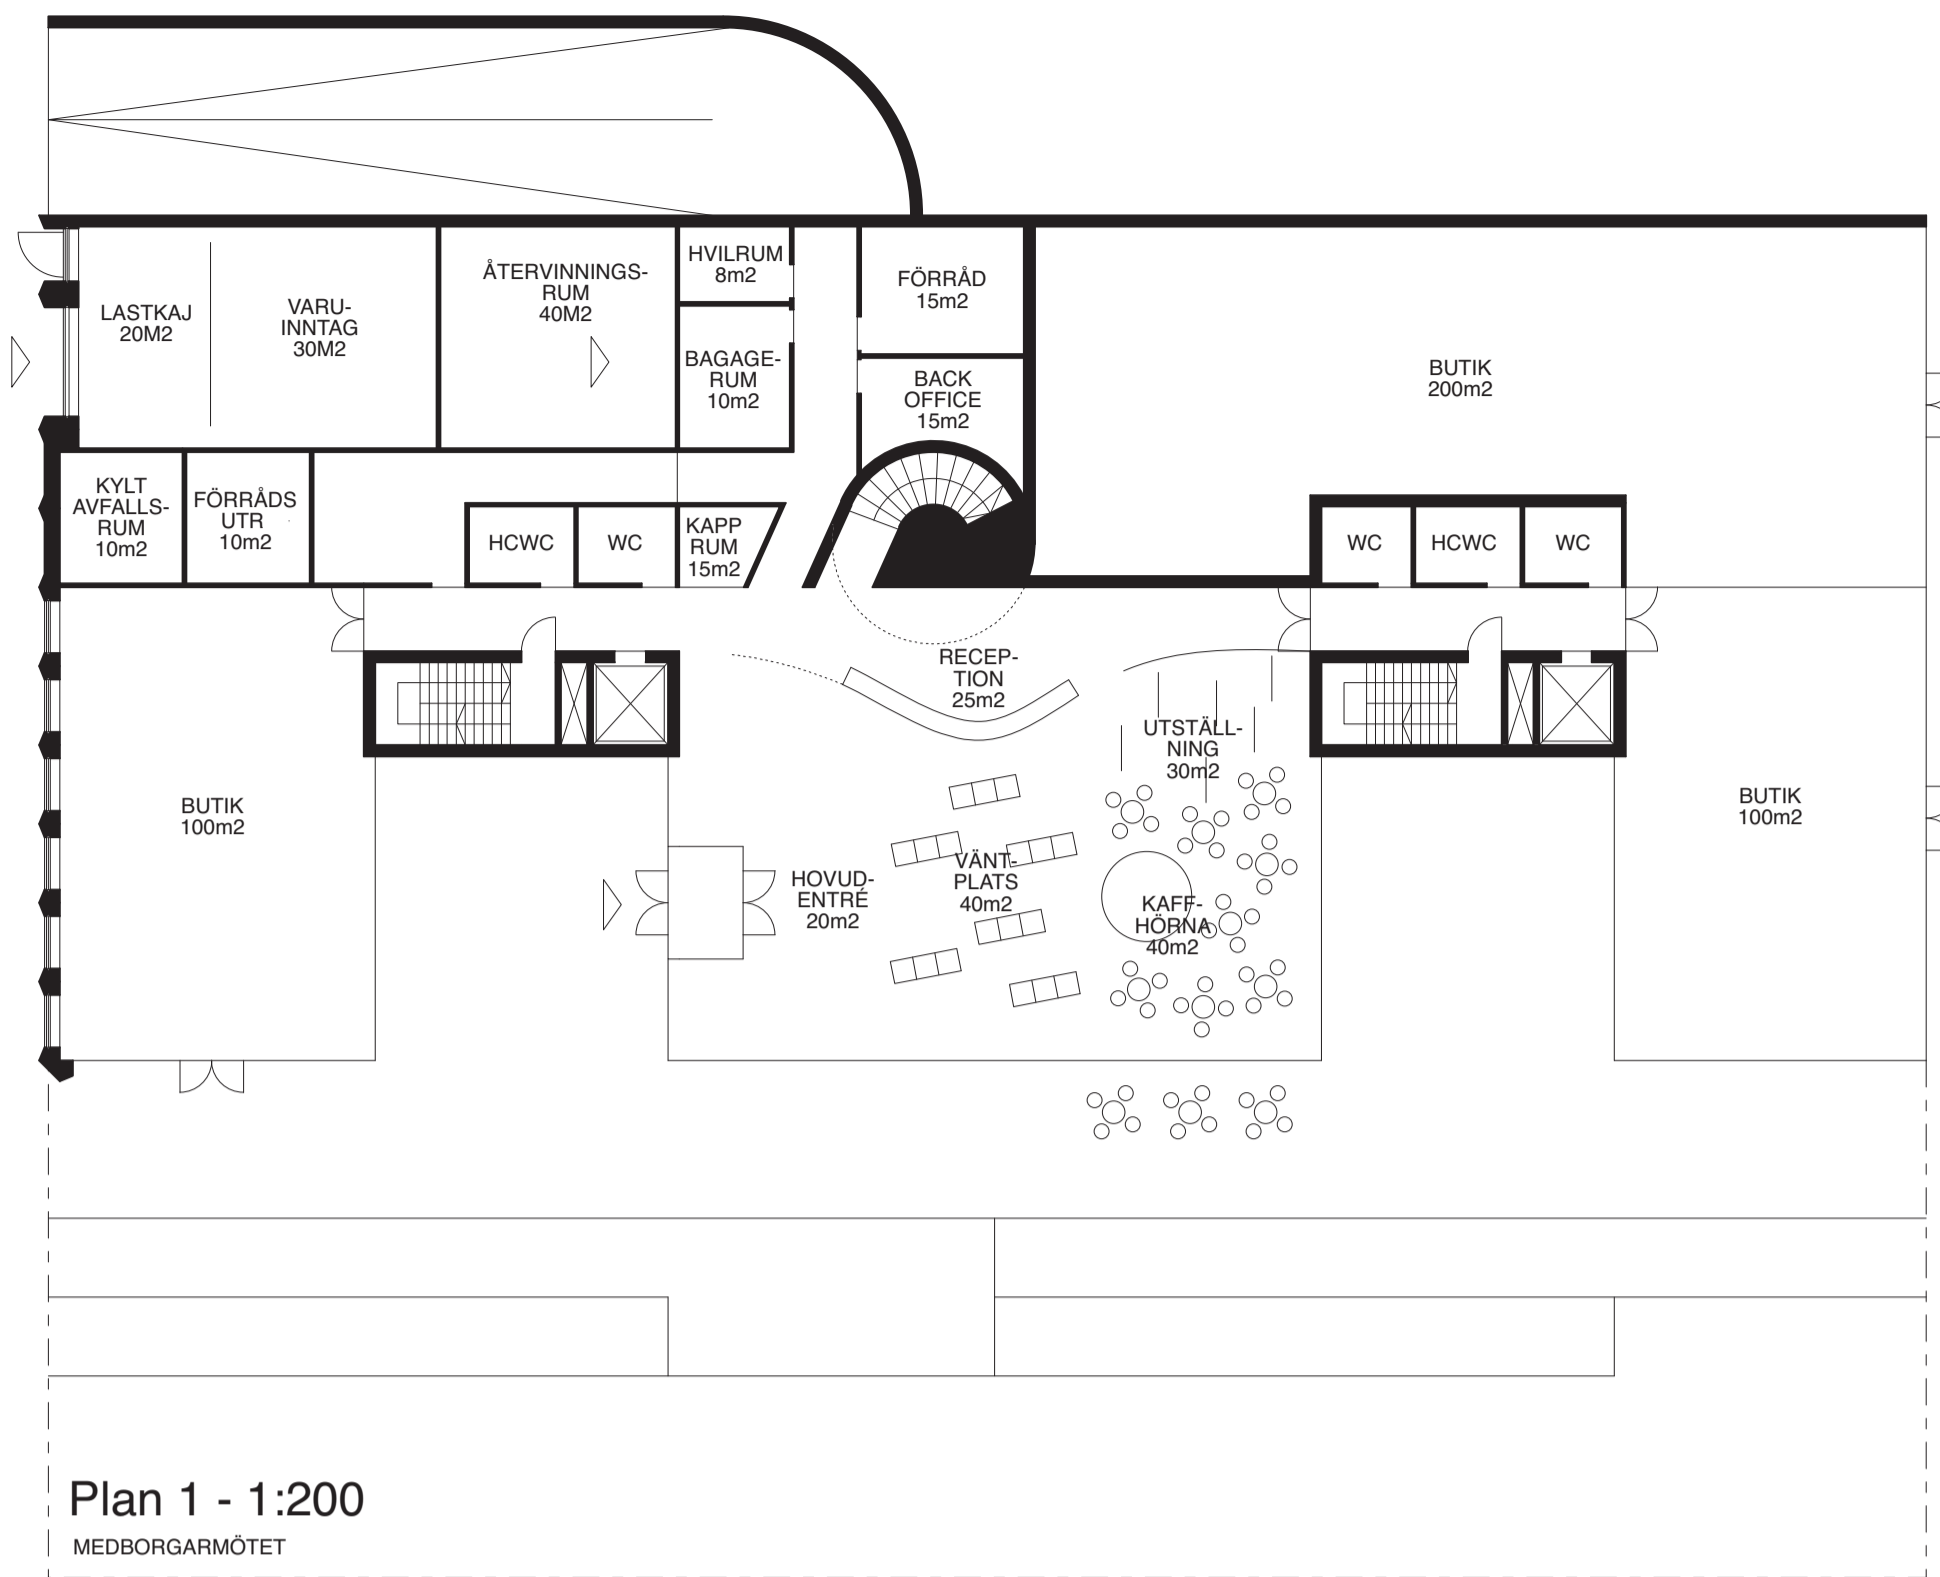 LASTKAJ
20M2
VARU-
INNTAG
30M2
ÅTERVINNINGS-
RUM
40M2
HVILRUM
8m2
BAGAGE-
RUM
10m2
FÖRRÅD
15m2
BACK
OFFICE
15m2
BUTIK
200m2
KYLT
AVFALLS-
RUM
10m2
FÖRRÅDS
UTR
10m2
HCWC
WC
KAPP
RUM
15m2
WC
HCWC
WC
RECEP-
TION
25m2
UTSTÄLL-
NING
30m2
BUTIK
100m2
HOVUD-
ENTRÉ
20m2
VÄNT-
PLATS
40m2
KAFF-
HÖRNA
40m2
BUTIK
100m2
Plan 1 - 1:200
MEDBORGARMÖTET